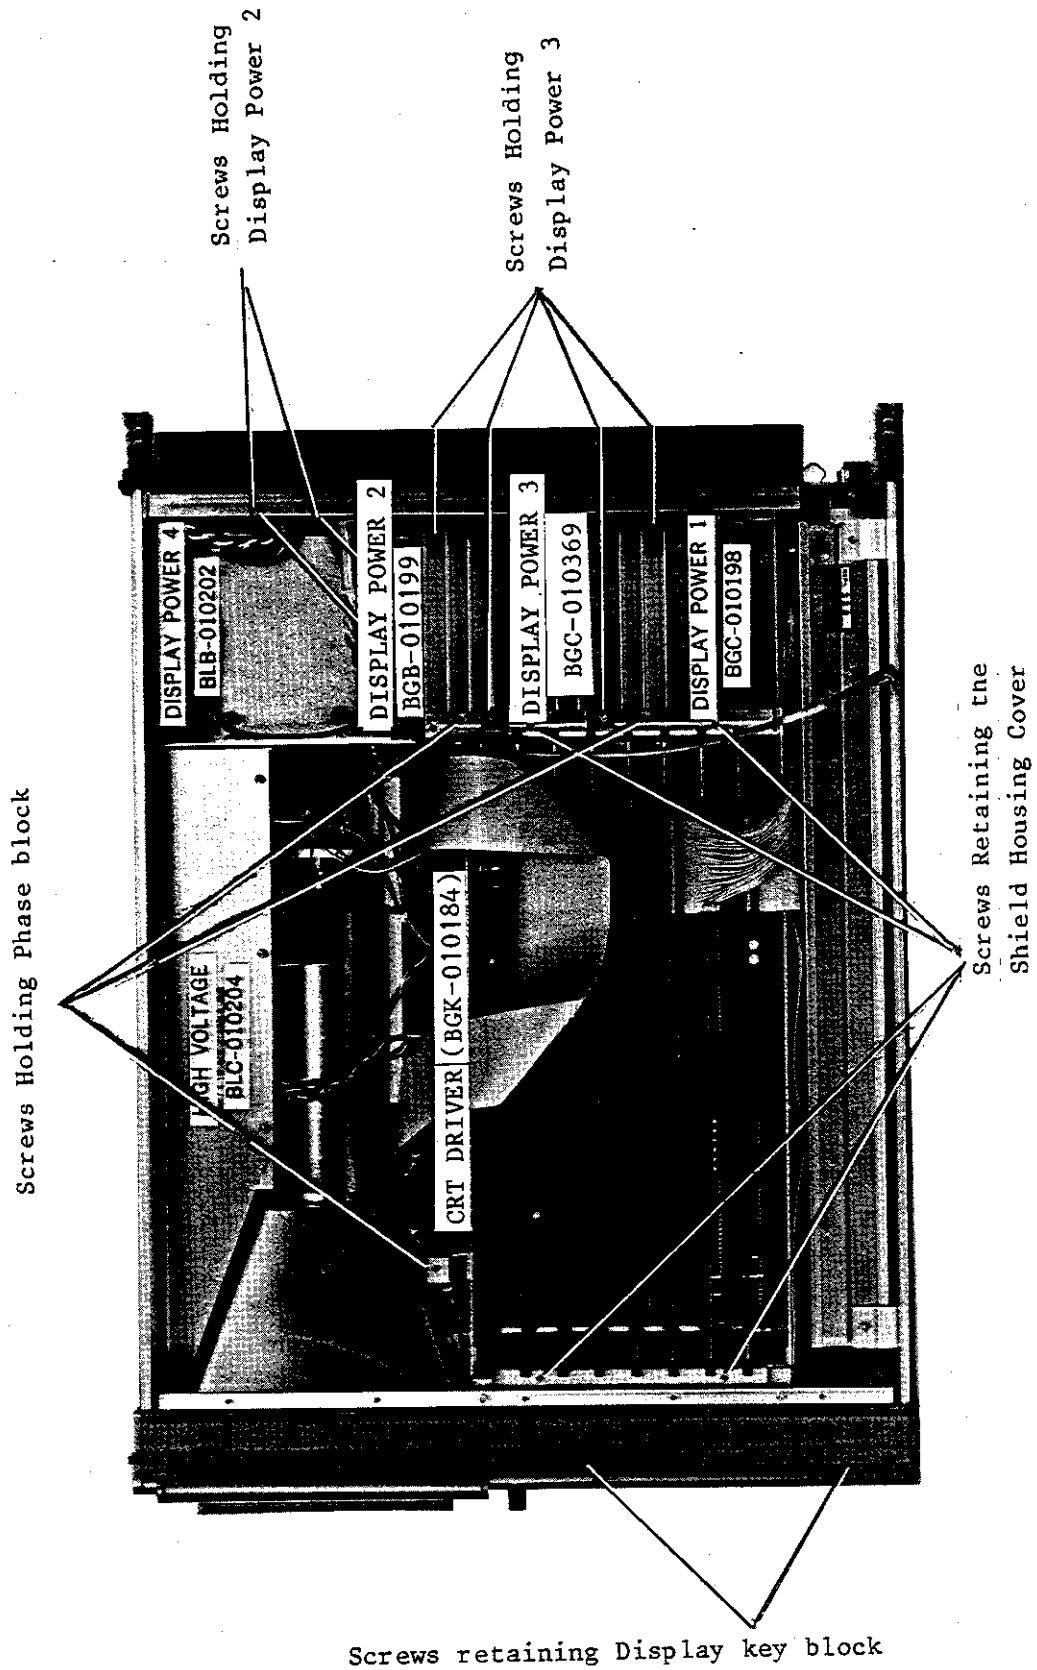 Screws Holding Phase block
Screws Holding
Display Power 2
Screws Holding
Display Power 3
DISPLAY POWER 4
BLB-010202
DISPLAY POWER 2
BGB-010199
DISPLAY POWER 3
BGC-010369
DISPLAY POWER 1
BGC-010198
HIGH VOLTAGE
BLC-010204
CRT DRIVER (BGK-010184)
Screws Retaining the
Shield Housing Cover
Screws retaining Display key block